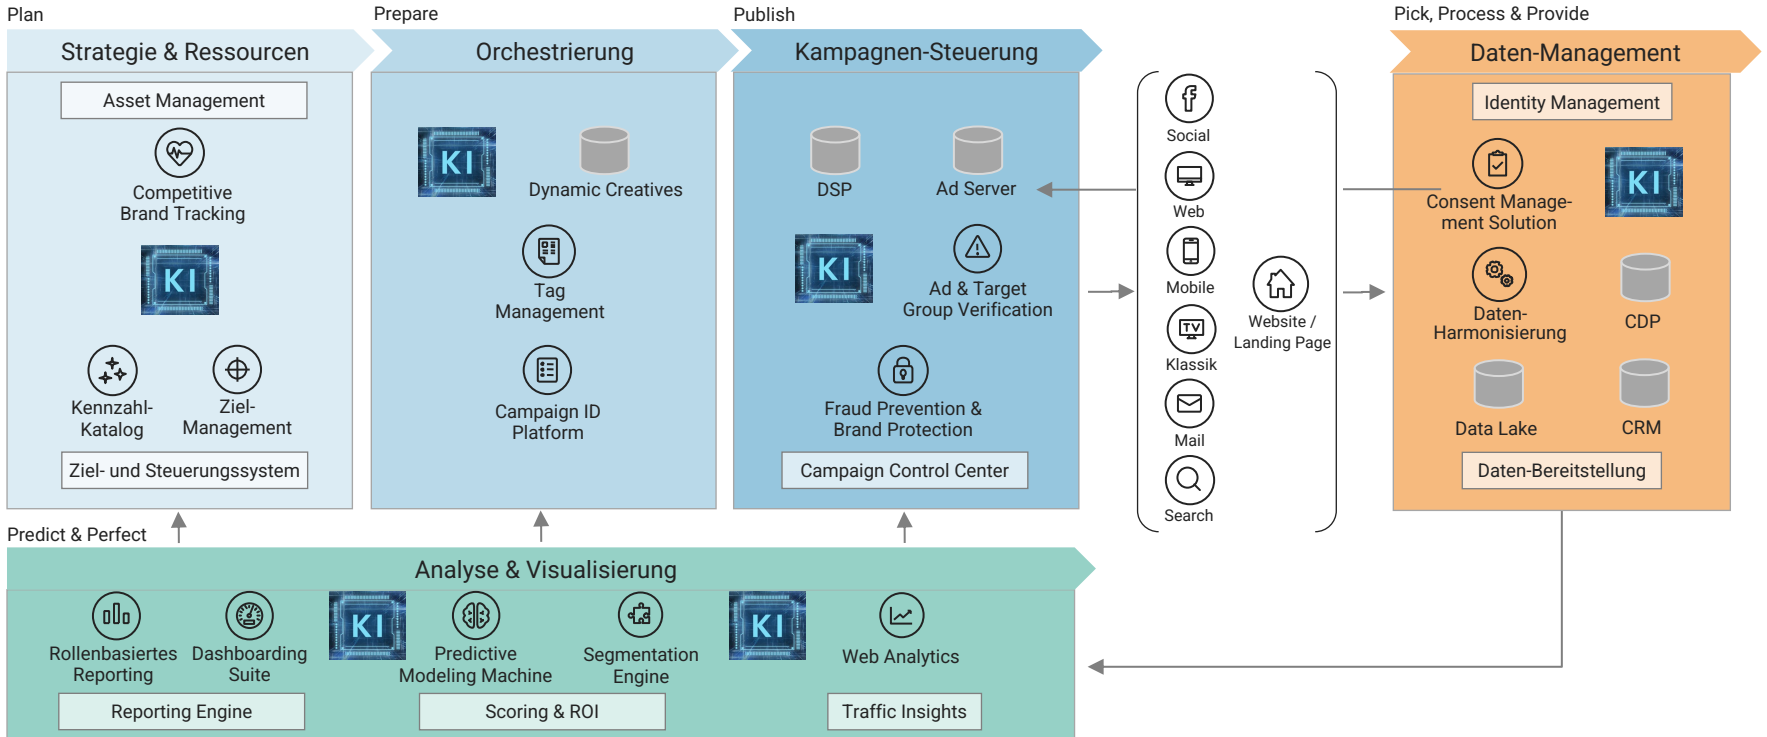 Plan
Strategie & Ressourcen
Asset Management
Competitive
Brand Tracking
KI
Kennzahl-
Katalog
Ziel-
Management
Ziel- und Steuerungssystem
Prepare
Orchestrierung
KI
Dynamic Creatives
Tag
Management
Campaign ID
Platform
Publish
Kampagnen-Steuerung
DSP
Ad Server
KI
Ad & Target
Group Verification
Fraud Prevention &
Brand Protection
Campaign Control Center
Social
Web
Mobile
TV
Klassik
Mail
Search
Website /
Landing Page
Pick, Process & Provide
Daten-Management
Identity Management
Consent Manage-
ment Solution
KI
Daten-
Harmonisierung
CDP
Data Lake
CRM
Daten-Bereitstellung
Predict & Perfect
Analyse & Visualisierung
Rollenbasiertes
Reporting
Dashboarding
Suite
Reporting Engine
KI
Predictive
Modeling Machine
Segmentation
Engine
Scoring & ROI
KI
Web Analytics
Traffic Insights